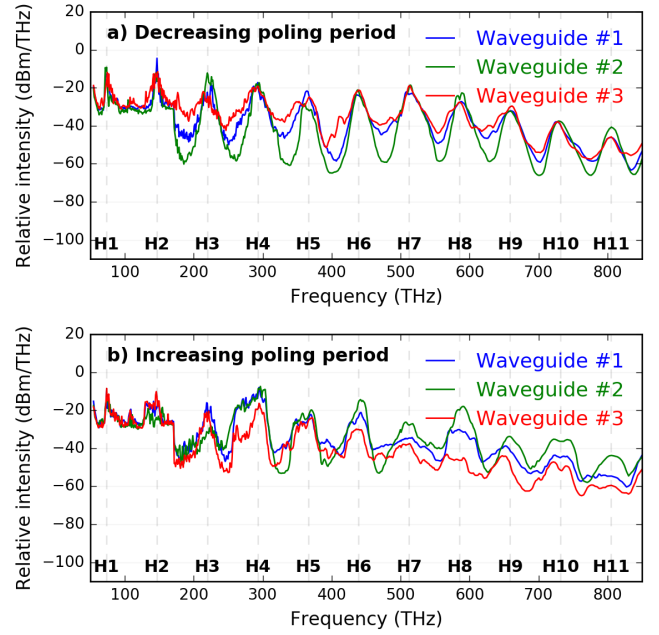 20
0
−20
−40
−60
−80
−100
Relative intensity (dBm/THz)
a) Decreasing poling period
Waveguide #1
Waveguide #2
Waveguide #3
H1 H2 H3 H4 H5 H6 H7 H8 H9 H10 H11
100 200 300 400 500 600 700 800
Frequency (THz)
20
0
−20
−40
−60
−80
−100
Relative intensity (dBm/THz)
b) Increasing poling period
Waveguide #1
Waveguide #2
Waveguide #3
H1 H2 H3 H4 H5 H6 H7 H8 H9 H10 H11
100 200 300 400 500 600 700 800
Frequency (THz)